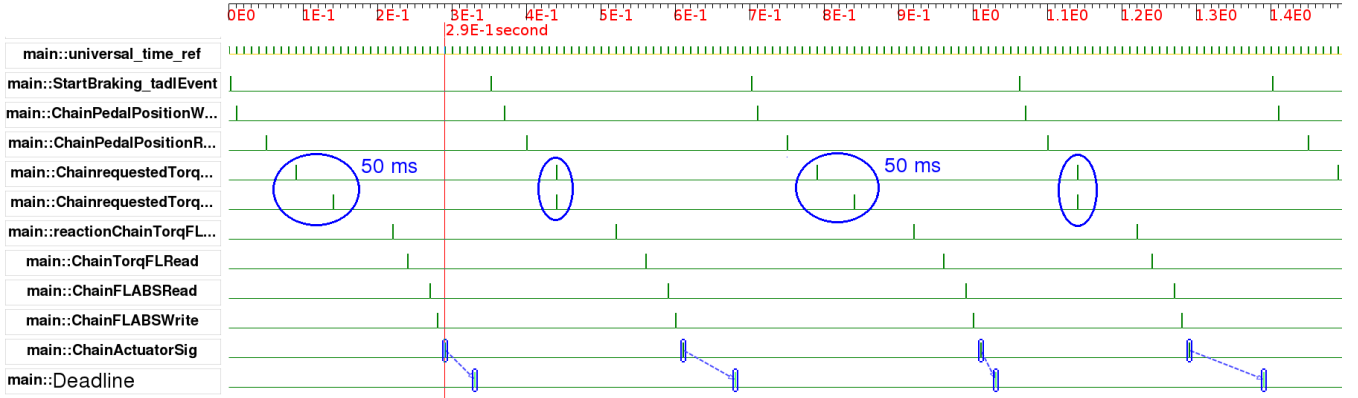 0E0 1E-1 2E-1 3E-1 4E-1 5E-1 6E-1 7E-1 8E-1 9E-1 1E0 1.1E0 1.2E0 1.3E0 1.4E0
2.9E-1second
main::universal_time_ref
main::StartBraking_tadlEvent
main::ChainPedalPositionW...
main::ChainPedalPositionR...
main::ChainrequestedTorq... 50 ms 50 ms
main::ChainrequestedTorq...
main::reactionChainTorqFL...
main::ChainTorqFLRead
main::ChainFLABSRead
main::ChainFLABSWrite
main::ChainActuatorSig
main::Deadline